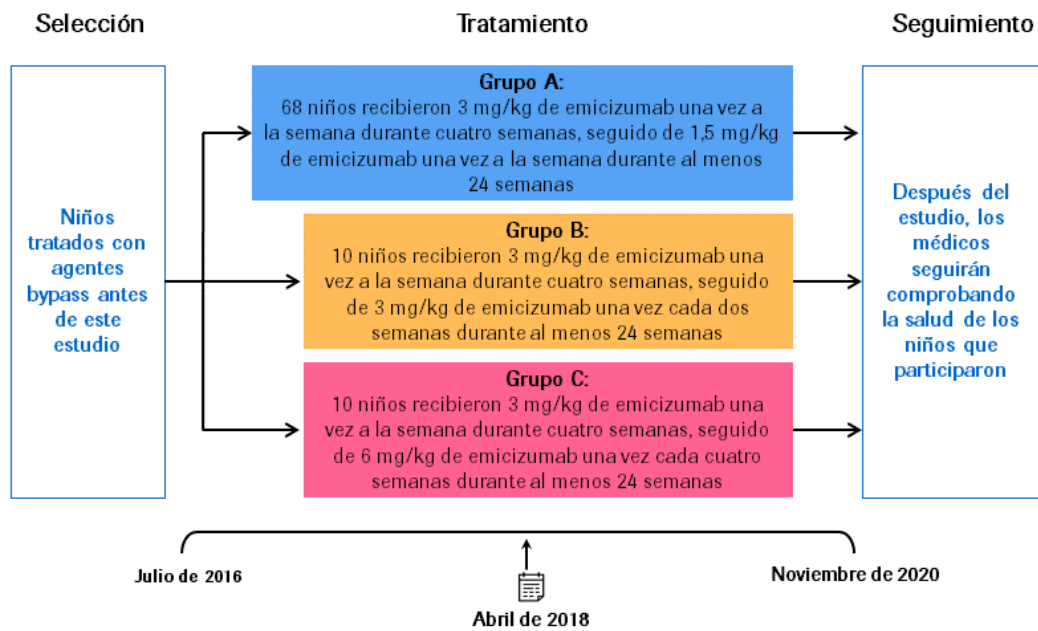 Selección
Tratamiento
Seguimiento
Niños
tratados con
agentes
bypass antes
de este
estudio
Grupo A:
68 niños recibieron 3 mg/kg de emicizumab una vez a
la semana durante cuatro semanas, seguido de 1,5 mg/kg
de emicizumab una vez a la semana durante al menos
24 semanas
Grupo B:
10 niños recibieron 3 mg/kg de emicizumab una
vez a la semana durante cuatro semanas, seguido
de 3 mg/kg de emicizumab una vez cada dos
semanas durante al menos 24 semanas
Grupo C:
10 niños recibieron 3 mg/kg de emicizumab una
vez a la semana durante cuatro semanas, seguido
de 6 mg/kg de emicizumab una vez cada cuatro
semanas durante al menos 24 semanas
Después del
estudio, los
médicos
seguirán
comprobando
la salud de los
niños que
participaron
Julio de 2016
Abril de 2018
Noviembre de 2020